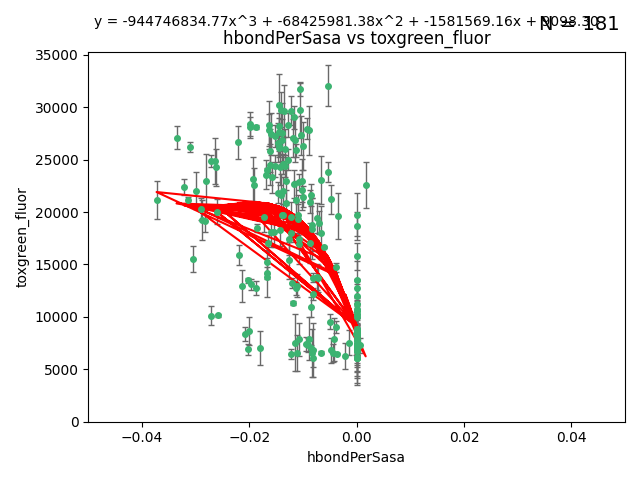 y = -944746834.77x^3 + -68425981.38x^2 + -1581569.16x + 9098.30
N = 181
hbondPerSasa vs toxgreen_fluor
35000
30000
25000
20000
15000
10000
5000
0
toxgreen_fluor
−0.04 −0.02 0.00 0.02 0.04
hbondPerSasa